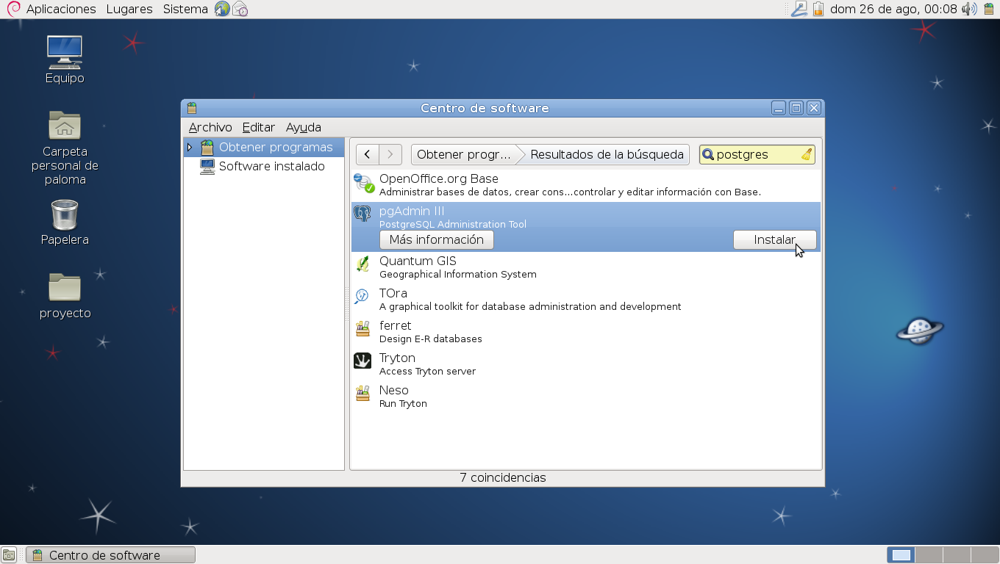 Aplicaciones Lugares Sistema dom 26 de ago, 00:08
Equipo
Carpeta
personal de
paloma
Papelera
proyecto
Centro de software
Archivo Editar Ayuda
Obtener programas
Software instalado
Obtener progr... Resultados de la búsqueda postgres
OpenOffice.org Base
Administrar bases de datos, crear cons...controlar y editar información con Base.
pgAdmin III
PostgreSQL Administration Tool
Más información Instalar
Quantum GIS
Geographical Information System
TOra
A graphical toolkit for database administration and development
ferret
Design E-R databases
Tryton
Access Tryton server
Neso
Run Tryton
7 coincidencias
Centro de software